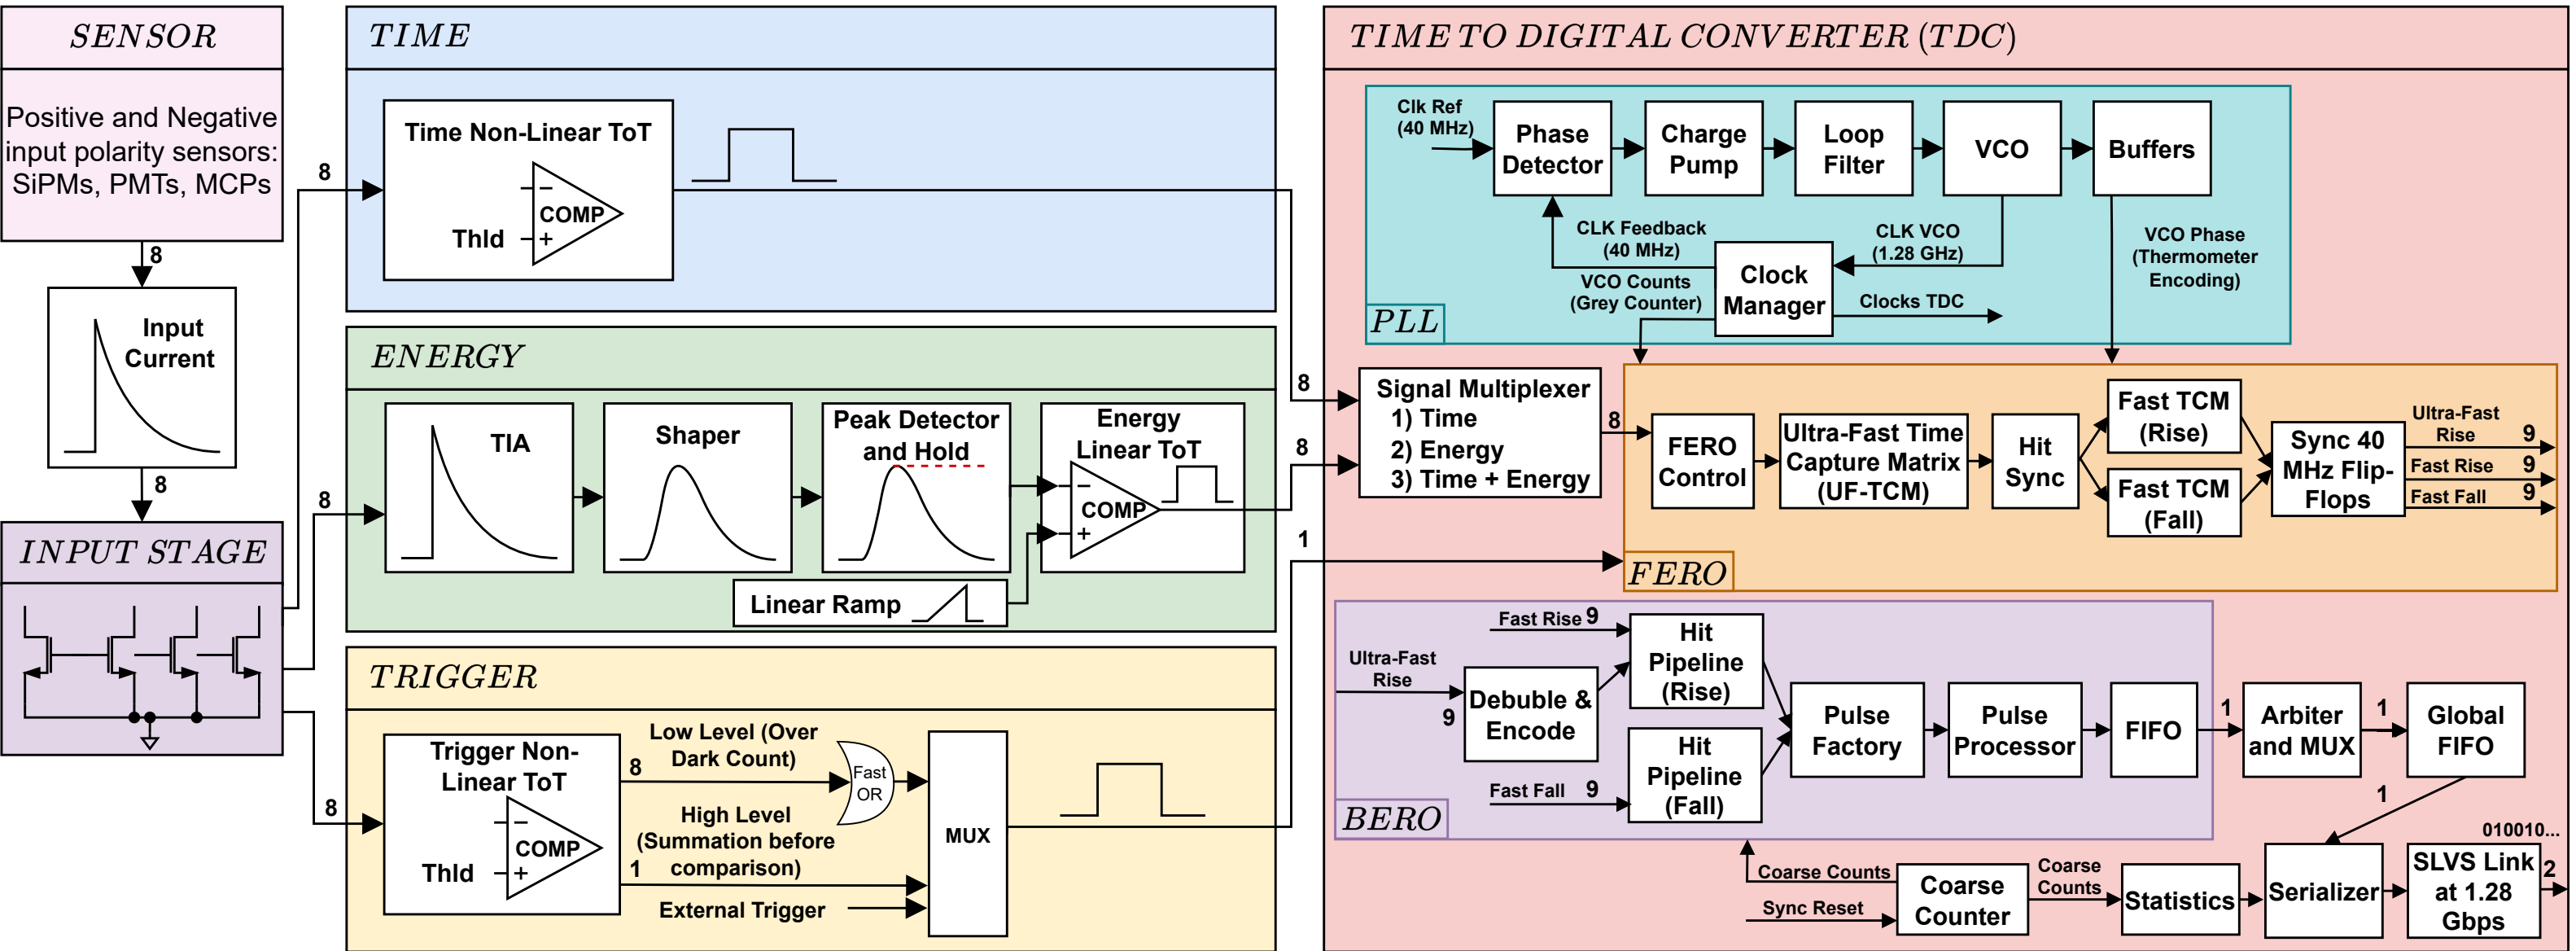 SENSOR
Positive and Negative
input polarity sensors:
SiPMs, PMTs, MCPs
8
Input
Current
8
INPUT STAGE
8
8
8
TIME
Time Non-Linear ToT
−
COMP
Thld
+
ENERGY
TIA
Shaper
Peak Detector
and Hold
Energy
Linear ToT
−
COMP
+
Linear Ramp
TRIGGER
Trigger Non-
Linear ToT
−
COMP
Thld
+
Low Level (Over
Dark Count)
8
Fast
OR
High Level
(Summation before
comparison)
1
External Trigger
MUX
8
8
1
TIME TO DIGITAL CONVERTER (TDC)
Clk Ref
(40 MHz)
Phase
Detector
Charge
Pump
Loop
Filter
VCO
Buffers
CLK Feedback
(40 MHz)
CLK VCO
(1.28 GHz)
VCO Phase
(Thermometer
Encoding)
VCO Counts
(Grey Counter)
Clock
Manager
Clocks TDC
PLL
Signal Multiplexer
1) Time
2) Energy
3) Time + Energy
8
FERO
Control
Ultra-Fast Time
Capture Matrix
(UF-TCM)
Hit
Sync
Fast TCM
(Rise)
Fast TCM
(Fall)
Sync 40
MHz Flip-
Flops
Ultra-Fast
Rise
9
Fast Rise
9
Fast Fall
9
FERO
Fast Rise 9
Ultra-Fast
Rise
9
Debuble &
Encode
Hit
Pipeline
(Rise)
Fast Fall 9
Hit
Pipeline
(Fall)
Pulse
Factory
Pulse
Processor
FIFO
BERO
1
Arbiter
and MUX
1
Global
FIFO
1
Coarse Counts
Sync Reset
Coarse
Counter
Coarse
Counts
Statistics
Serializer
010010...
SLVS Link
at 1.28
Gbps
2